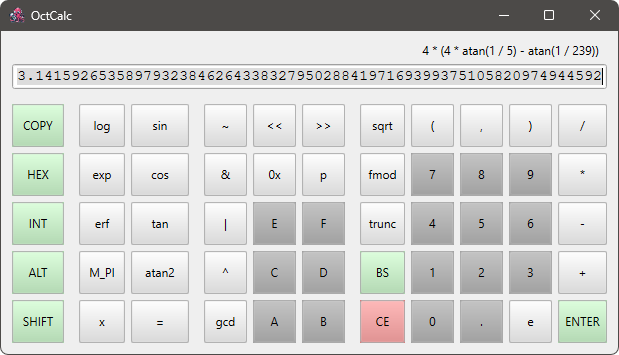 OctCalc
4 * (4 * atan(1 / 5) - atan(1 / 239))
3.141592653589793238462643383279502884197169399375105820974944592
COPY log sin ~ << >> sqrt ( , ) /
HEX exp cos & 0x p fmod 7 8 9 *
INT erf tan | E F trunc 4 5 6 -
ALT M_PI atan2 ^ C D BS 1 2 3 +
SHIFT x = gcd A B CE 0 . e ENTER